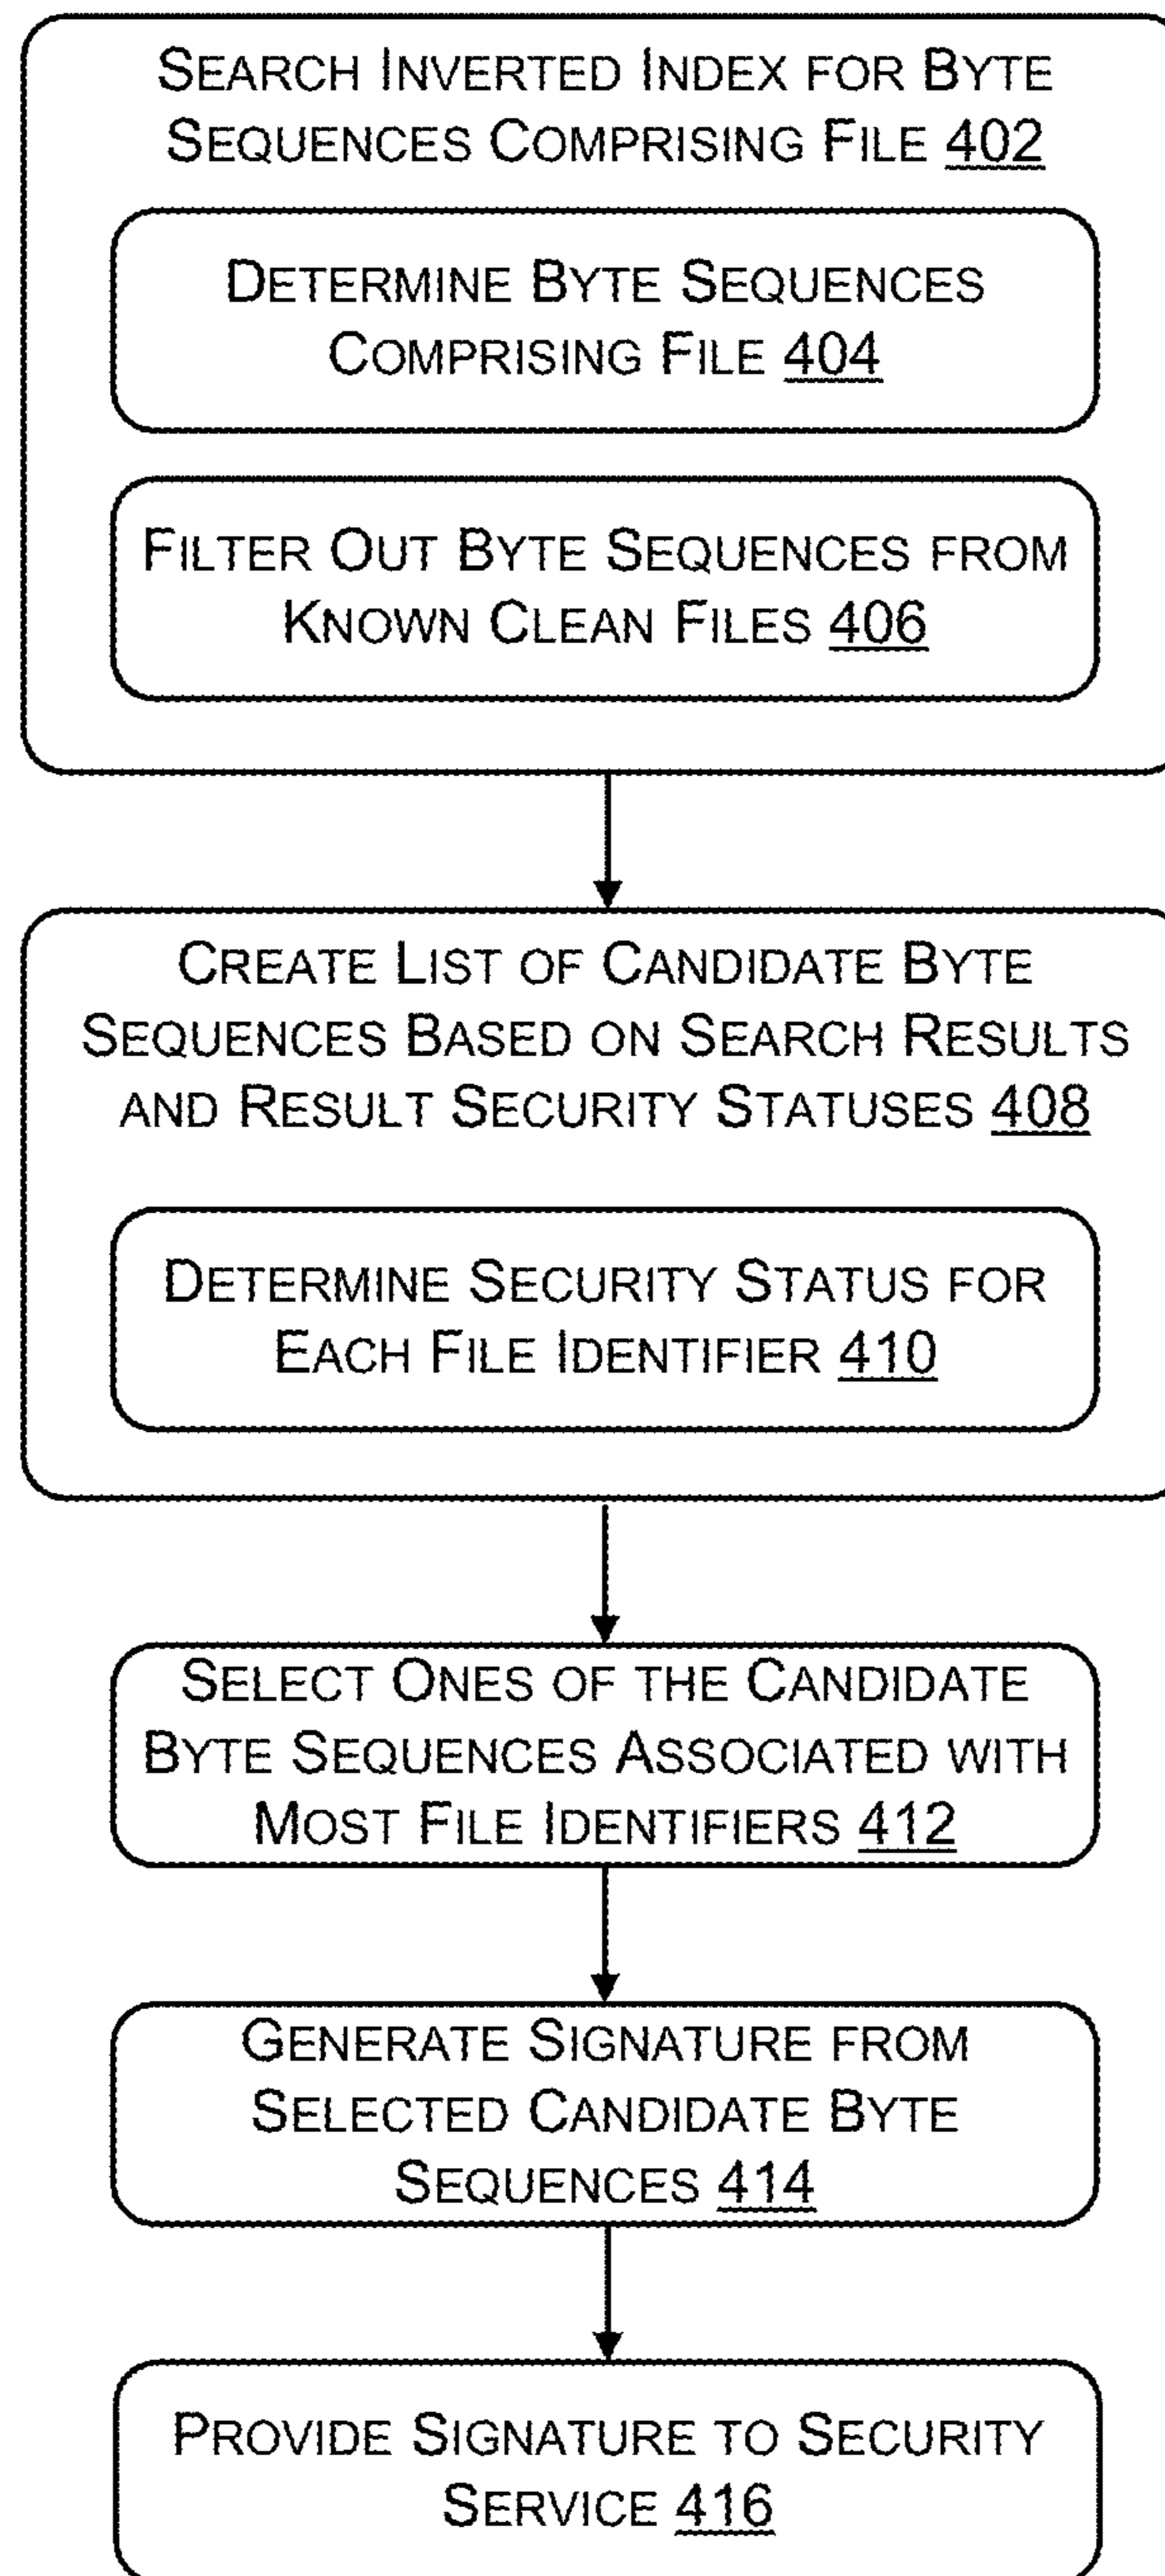 SEARCH INVERTED INDEX FOR BYTE
SEQUENCES COMPRISING FILE 402
DETERMINE BYTE SEQUENCES
COMPRISING FILE 404
FILTER OUT BYTE SEQUENCES FROM
KNOWN CLEAN FILES 406
CREATE LIST OF CANDIDATE BYTE
SEQUENCES BASED ON SEARCH RESULTS
AND RESULT SECURITY STATUSES 408
DETERMINE SECURITY STATUS FOR
EACH FILE IDENTIFIER 410
SELECT ONES OF THE CANDIDATE
BYTE SEQUENCES ASSOCIATED WITH
MOST FILE IDENTIFIERS 412
GENERATE SIGNATURE FROM
SELECTED CANDIDATE BYTE
SEQUENCES 414
PROVIDE SIGNATURE TO SECURITY
SERVICE 416